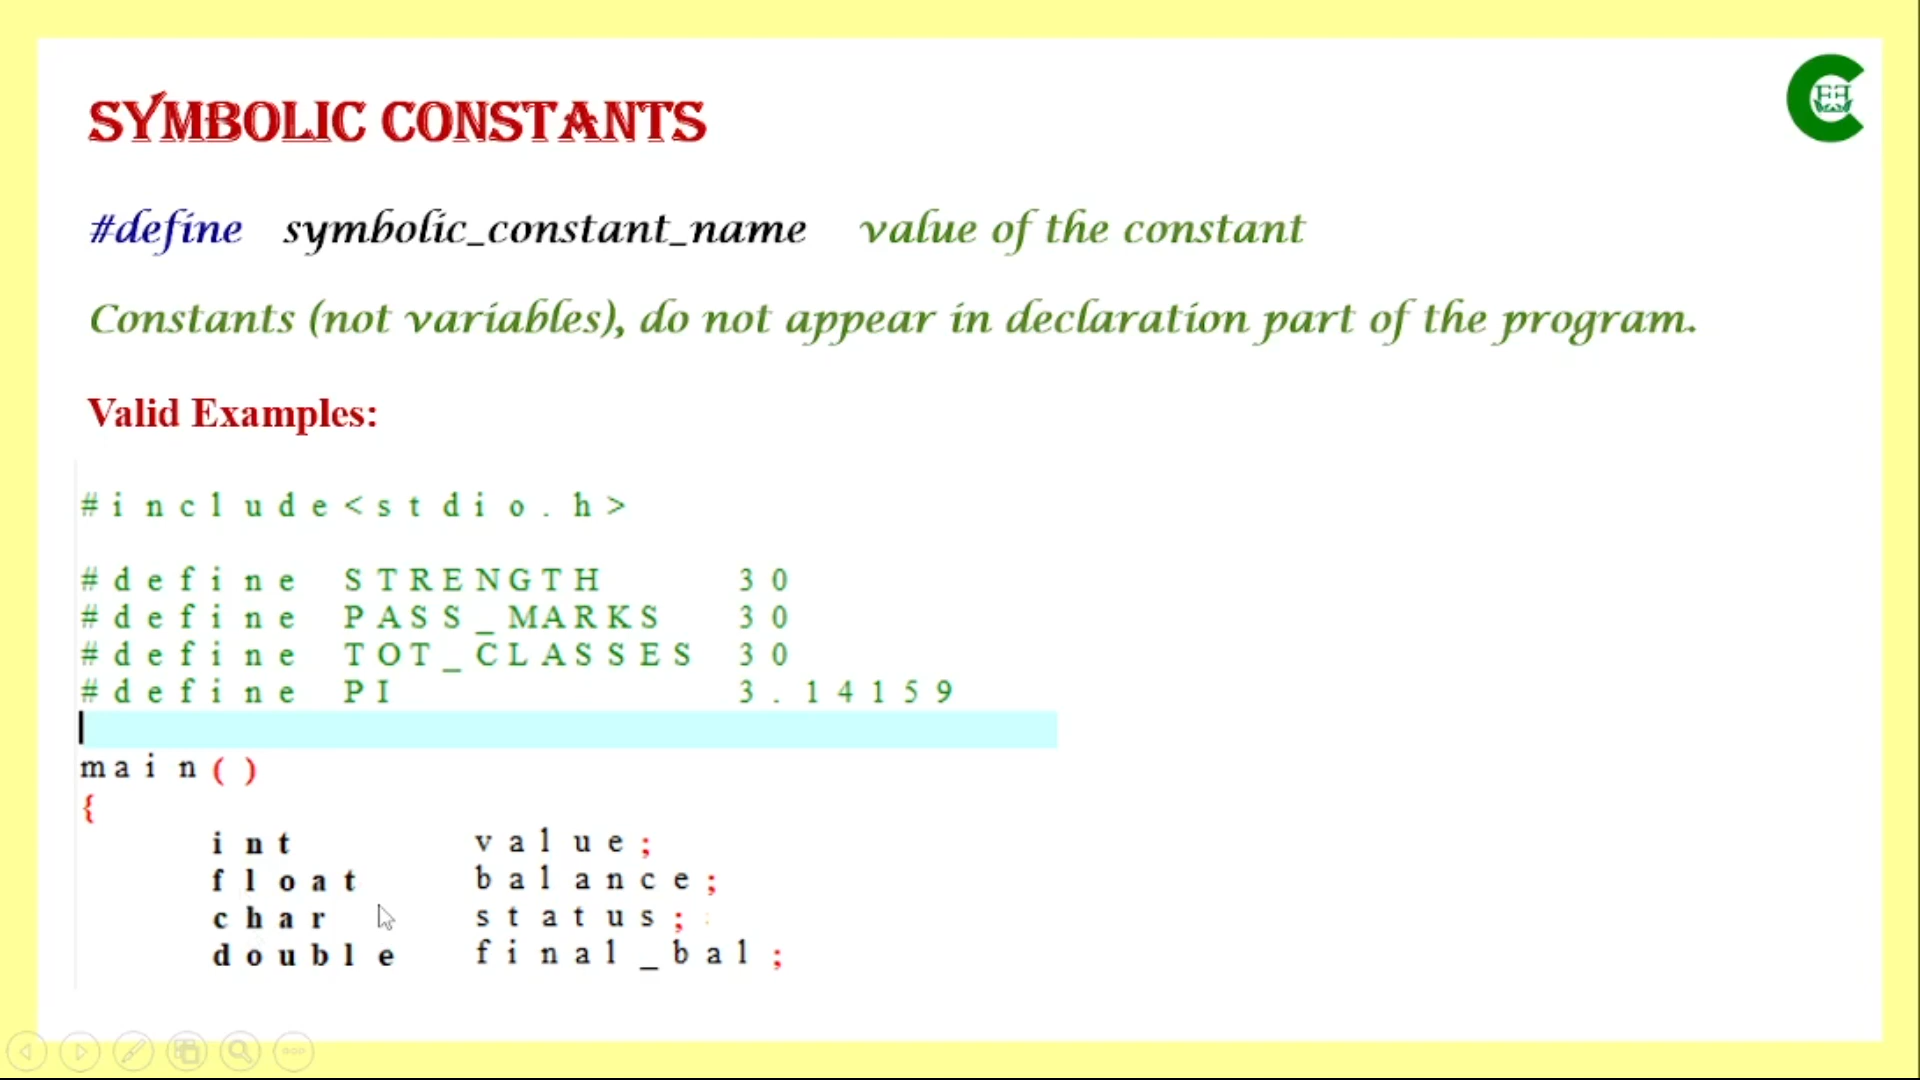 SYMBOLIC CONSTANTS
#define symbolic_constant_name value of the constant
Constants (not variables), do not appear in declaration part of the program.
Valid Examples:
#include<stdio.h>
#define STRENGTH 30
#define PASS_MARKS 30
#define TOT_CLASSES 30
#define PI 3.14159
main()
{
int value;
float balance;
char status;
double final_bal;